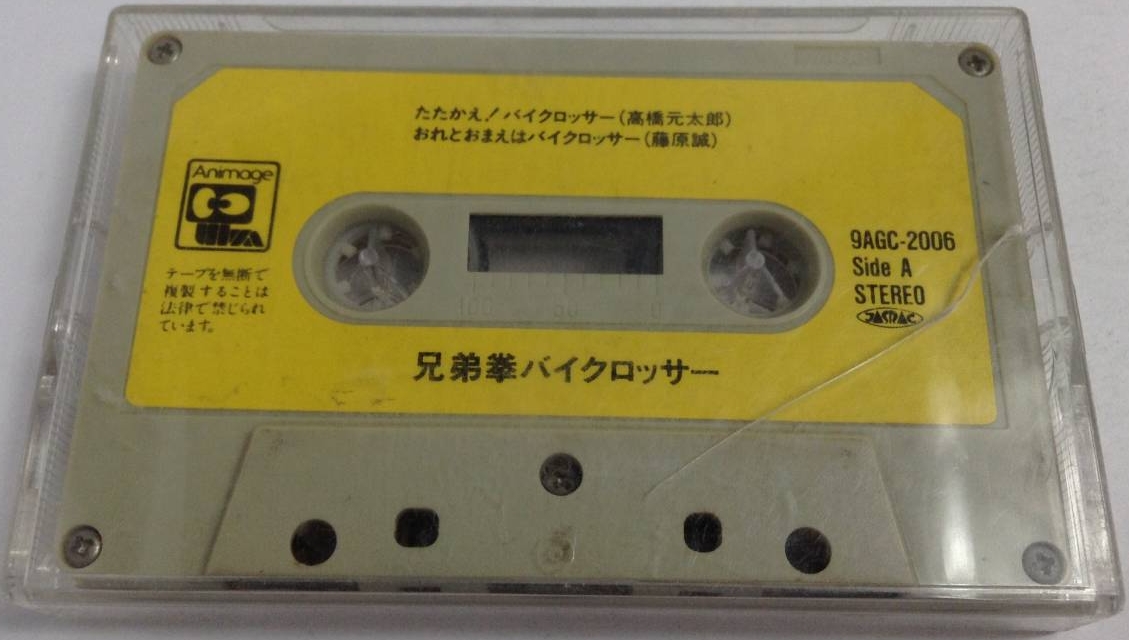 たたかえ!バイクロッサー(高橋元太郎)
おれとおまえはバイクロッサー(藤原誠)
Animage
テープを無断で
複製することは
法律で禁じられ
ています。
9AGC-2006
Side A
STEREO
JASRAC
100 50 0
兄弟拳バイクロッサー